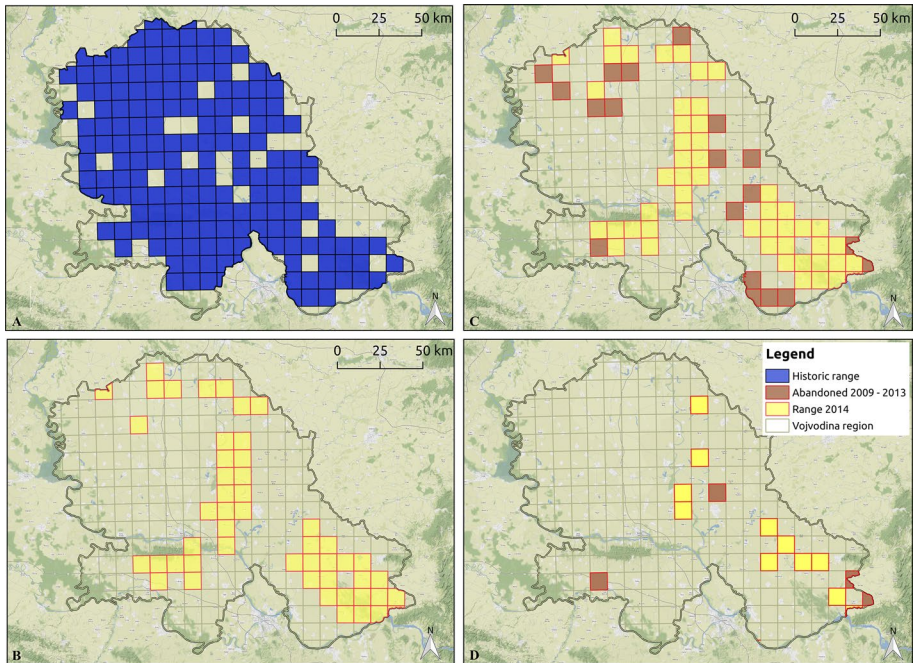 0 25 50 km
A
N
0 25 50 km
C
N
0 25 50 km
B
N
Legend
Historic range
Abandoned 2009 - 2013
Range 2014
Vojvodina region
D
N